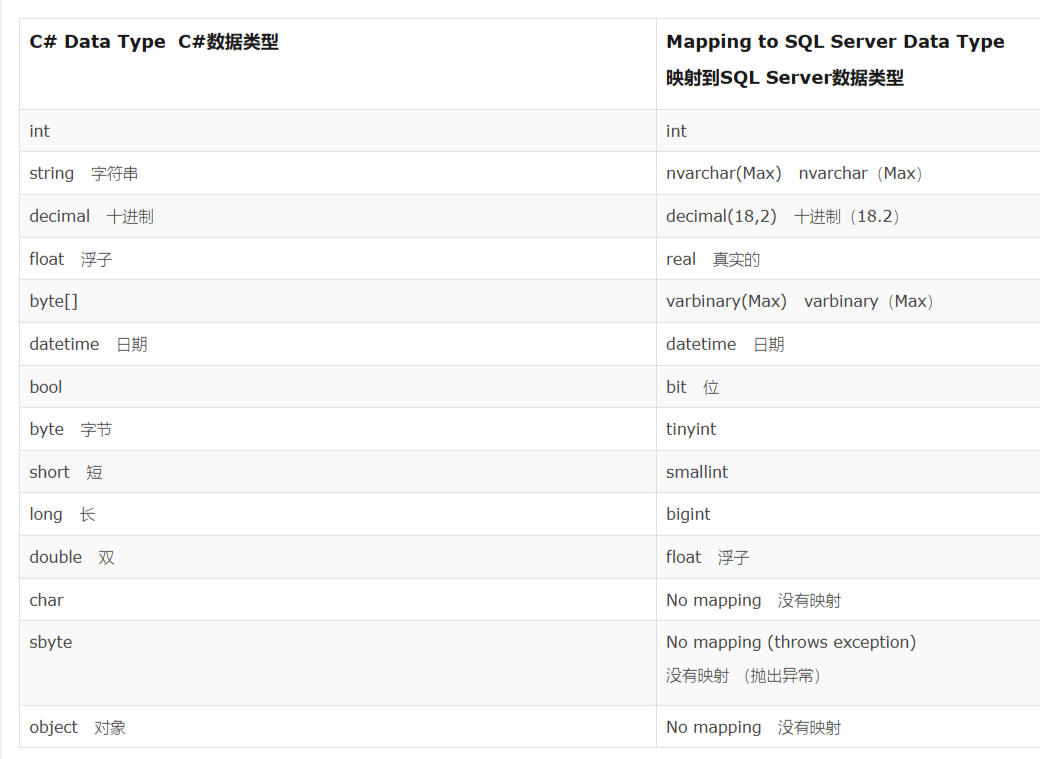 C# Data Type  C#数据类型
Mapping to SQL Server Data Type
映射到SQL Server数据类型
int
int
string 字符串
nvarchar(Max) nvarchar（Max）
decimal 十进制
decimal(18,2) 十进制（18.2）
float 浮子
real 真实的
byte[]
varbinary(Max) varbinary（Max）
datetime 日期
datetime 日期
bool
bit 位
byte 字节
tinyint
short 短
smallint
long 长
bigint
double 双
float 浮子
char
No mapping 没有映射
sbyte
No mapping (throws exception)
没有映射 （抛出异常）
object 对象
No mapping 没有映射